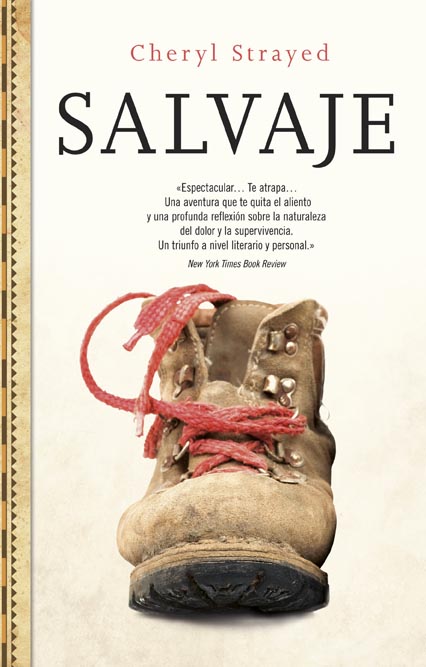 Cheryl Strayed
SALVAJE
«Espectacular… Te atrapa…
Una aventura que te quita el aliento
y una profunda reflexión sobre la naturaleza
del dolor y la supervivencia.
Un triunfo a nivel literario y personal.»
New York Times Book Review